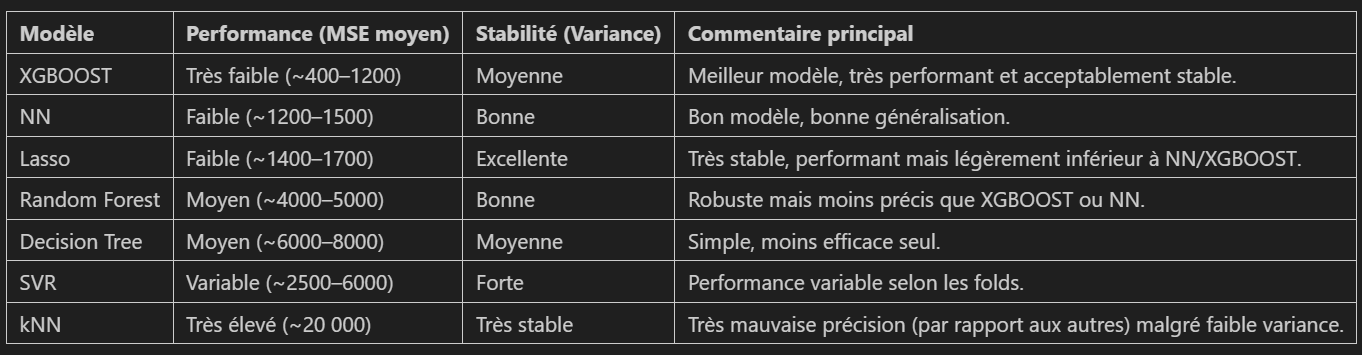 Modèle Performance (MSE moyen) Stabilité (Variance) Commentaire principal
XGBOOST Très faible (~400–1200) Moyenne Meilleur modèle, très performant et acceptablement stable.
NN Faible (~1200–1500) Bonne Bon modèle, bonne généralisation.
Lasso Faible (~1400–1700) Excellente Très stable, performant mais légèrement inférieur à NN/XGBOOST.
Random Forest Moyen (~4000–5000) Bonne Robuste mais moins précis que XGBOOST ou NN.
Decision Tree Moyen (~6000–8000) Moyenne Simple, moins efficace seul.
SVR Variable (~2500–6000) Forte Performance variable selon les folds.
kNN Très élevé (~20 000) Très stable Très mauvaise précision (par rapport aux autres) malgré faible variance.